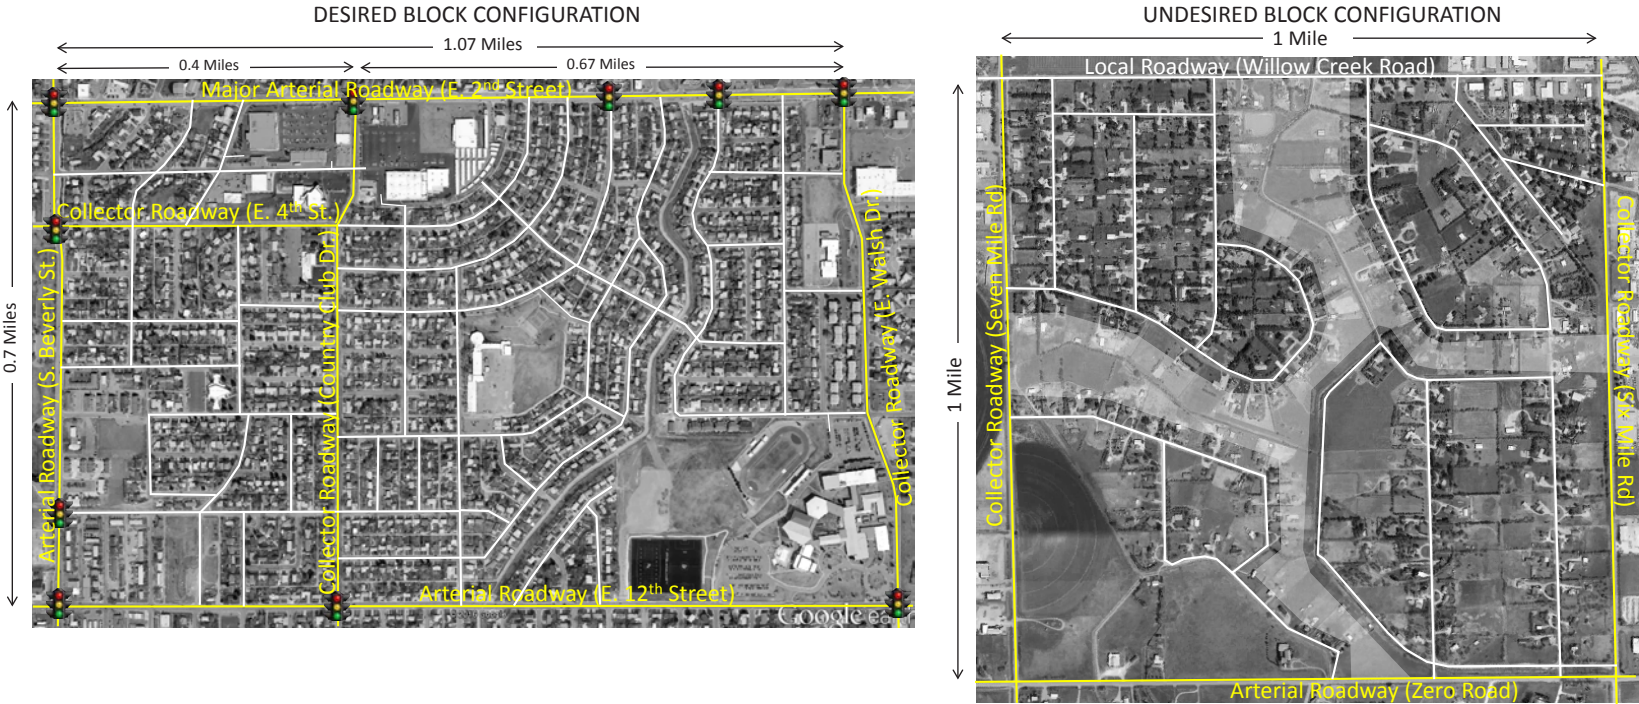 DESIRED BLOCK CONFIGURATION
1.07 Miles
0.4 Miles
0.67 Miles
Major Arterial Roadway (E. 2nd Street)
Collector Roadway (E. 4th St.)
0.7 Miles
Arterial Roadway (S. Beverly St.)
Collector Roadway (Country Club Dr.)
Collector Roadway (E. Walsh Dr.)
Arterial Roadway (E. 12th Street)
Google ea
UNDESIRED BLOCK CONFIGURATION
1 Mile
Local Roadway (Willow Creek Road)
1 Mile
Collector Roadway (Seven Mile Rd)
Collector Roadway (Six Mile Rd)
Arterial Roadway (Zero Road)